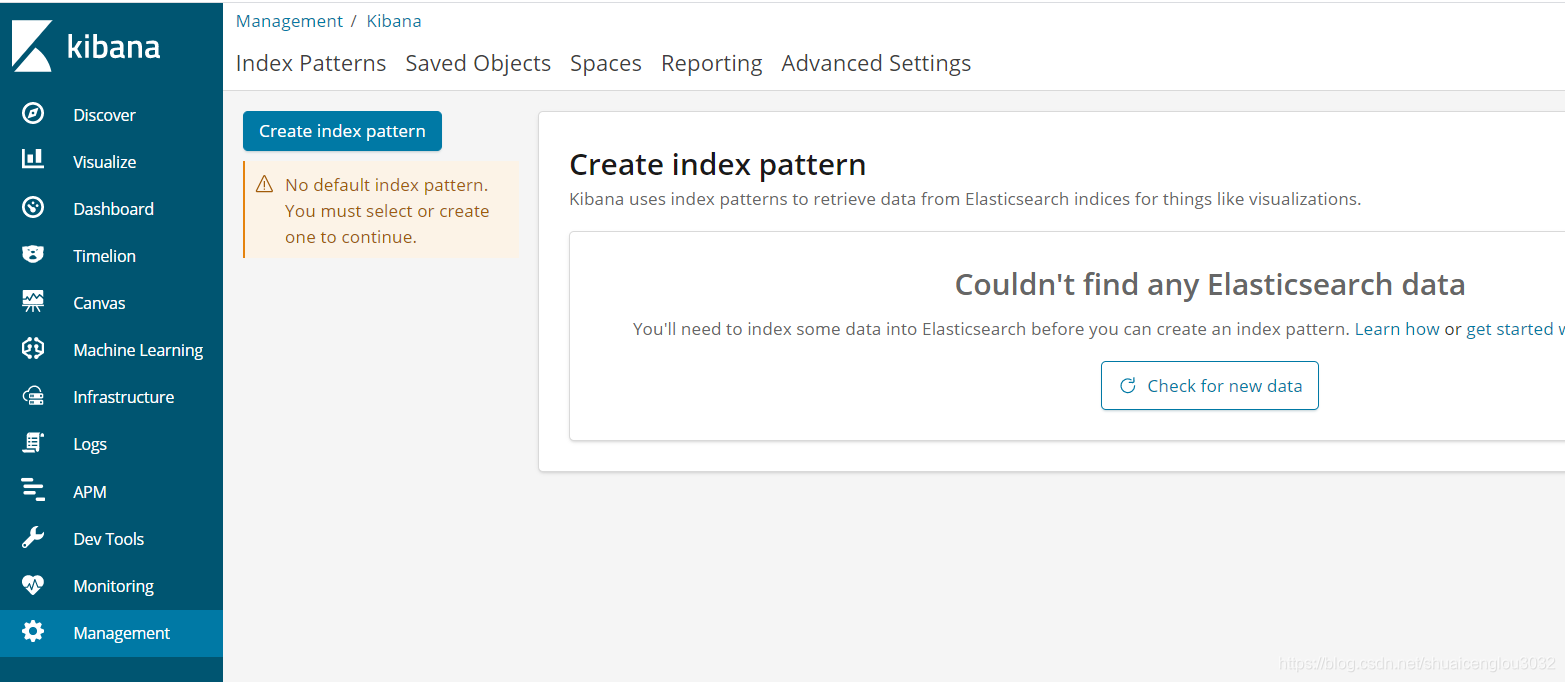 kibana
Discover
Visualize
Dashboard
Timelion
Canvas
Machine Learning
Infrastructure
Logs
APM
Dev Tools
Monitoring
Management
Management / Kibana
Index Patterns Saved Objects Spaces Reporting Advanced Settings
Create index pattern
No default index pattern.
You must select or create
one to continue.
Create index pattern
Kibana uses index patterns to retrieve data from Elasticsearch indices for things like visualizations.
Couldn't find any Elasticsearch data
You'll need to index some data into Elasticsearch before you can create an index pattern. Learn how or get started
Check for new data
https://blog.csdn.net/shuaicenglou3032